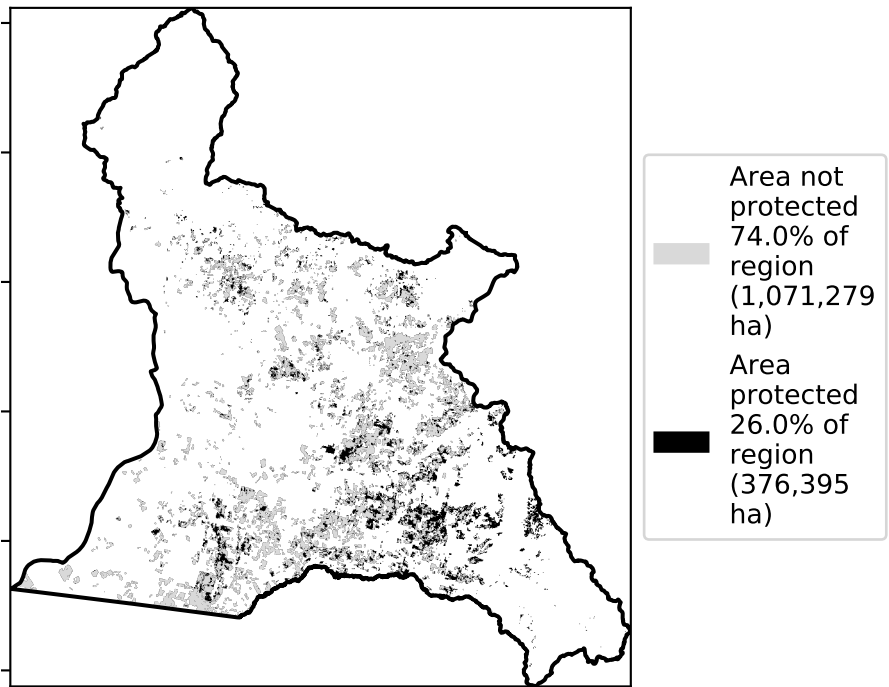 Area not
protected
74.0% of
region
(1,071,279
ha)
Area
protected
26.0% of
region
(376,395
ha)